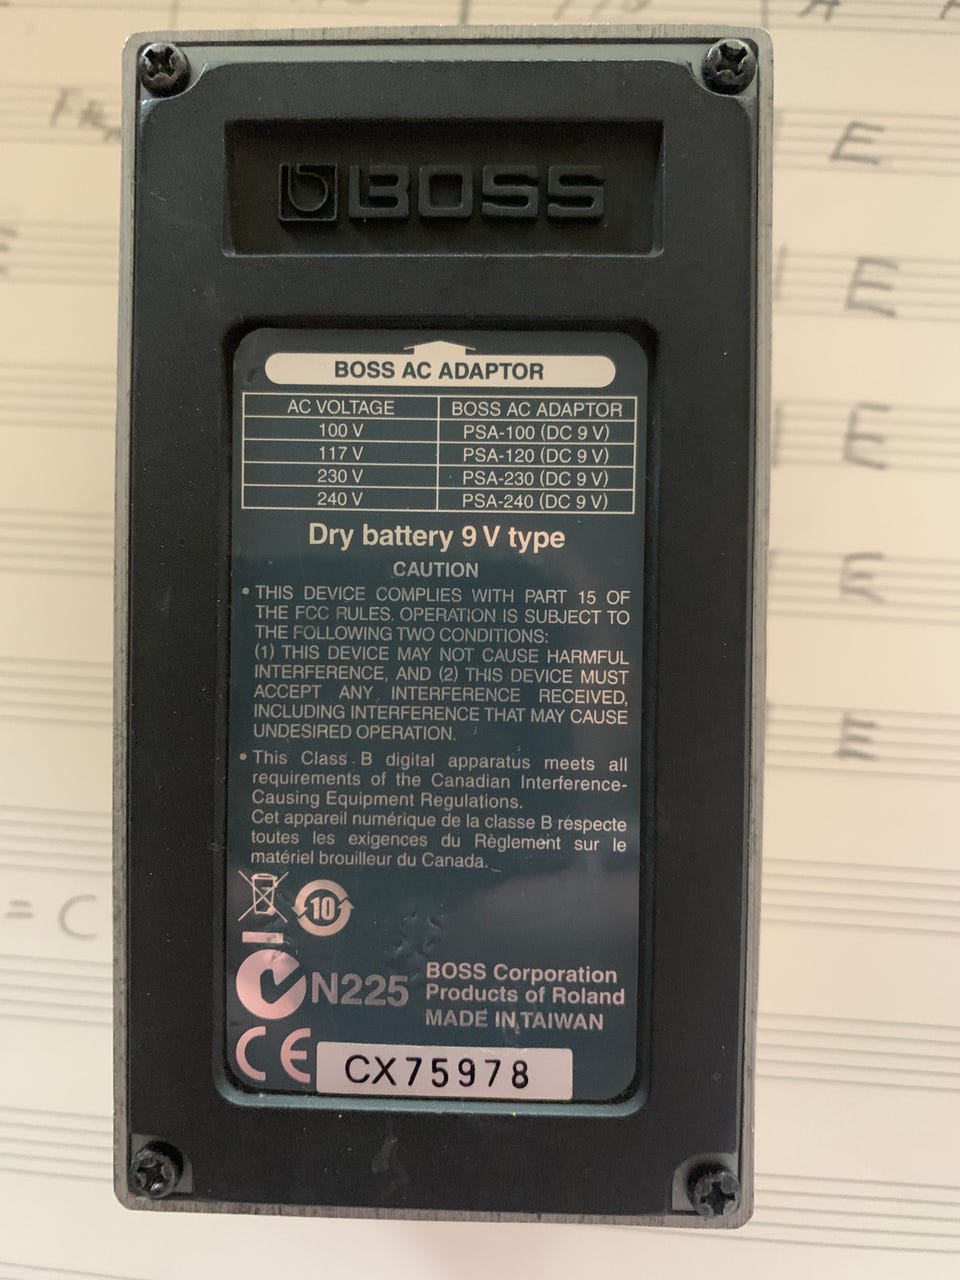 BOSS
BOSS AC ADAPTOR
AC VOLTAGE BOSS AC ADAPTOR
100 V PSA-100 (DC 9 V)
117 V PSA-120 (DC 9 V)
230 V PSA-230 (DC 9 V)
240 V PSA-240 (DC 9 V)
Dry battery 9 V type
CAUTION
• THIS DEVICE COMPLIES WITH PART 15 OF
THE FCC RULES. OPERATION IS SUBJECT TO
THE FOLLOWING TWO CONDITIONS:
(1) THIS DEVICE MAY NOT CAUSE HARMFUL
INTERFERENCE, AND (2) THIS DEVICE MUST
ACCEPT ANY INTERFERENCE RECEIVED,
INCLUDING INTERFERENCE THAT MAY CAUSE
UNDESIRED OPERATION.
• This Class B digital apparatus meets all
requirements of the Canadian Interference-
Causing Equipment Regulations.
Cet appareil numérique de la classe B respecte
toutes les exigences du Règlement sur le
matériel brouilleur du Canada.
10
N225
BOSS Corporation
Products of Roland
MADE IN TAIWAN
CE
CX75978
E
E
E
E
E
= C